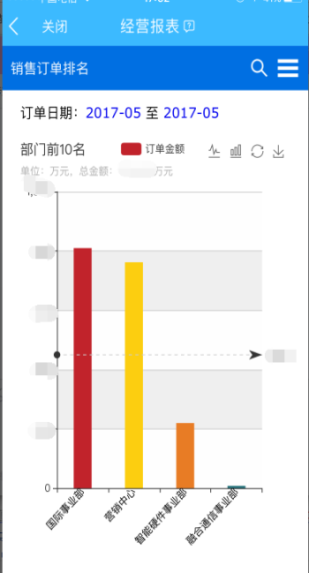 关闭
经营报表
销售订单排名
订单日期： 2017-05 至 2017-05
部门前10名
订单金额
单位：万元，总金额：
万元
0
国际事业部
营销中心
智能硬件事业部
融合通信事业部